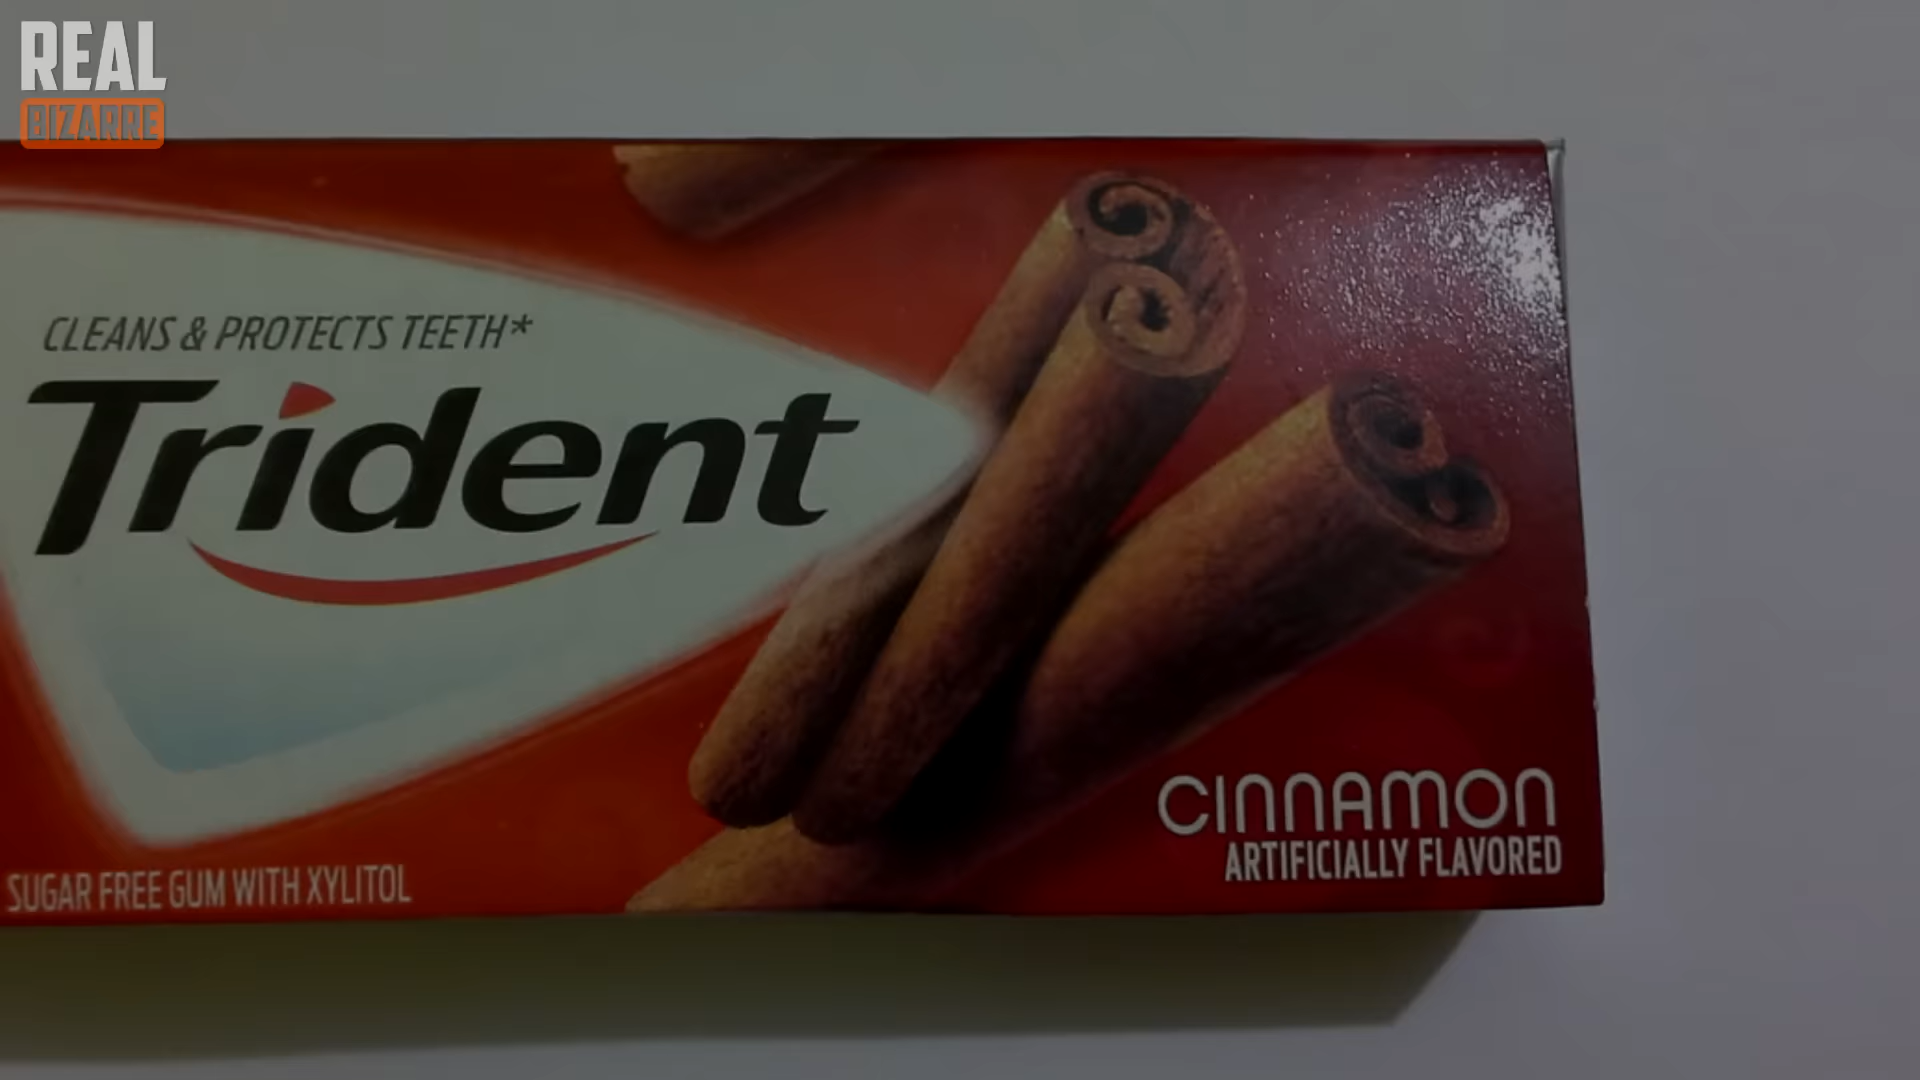 REAL
BIZARRE
CLEANS & PROTECTS TEETH*
Trident
CINNAMON
ARTIFICIALLY FLAVORED
SUGAR FREE GUM WITH XYLITOL